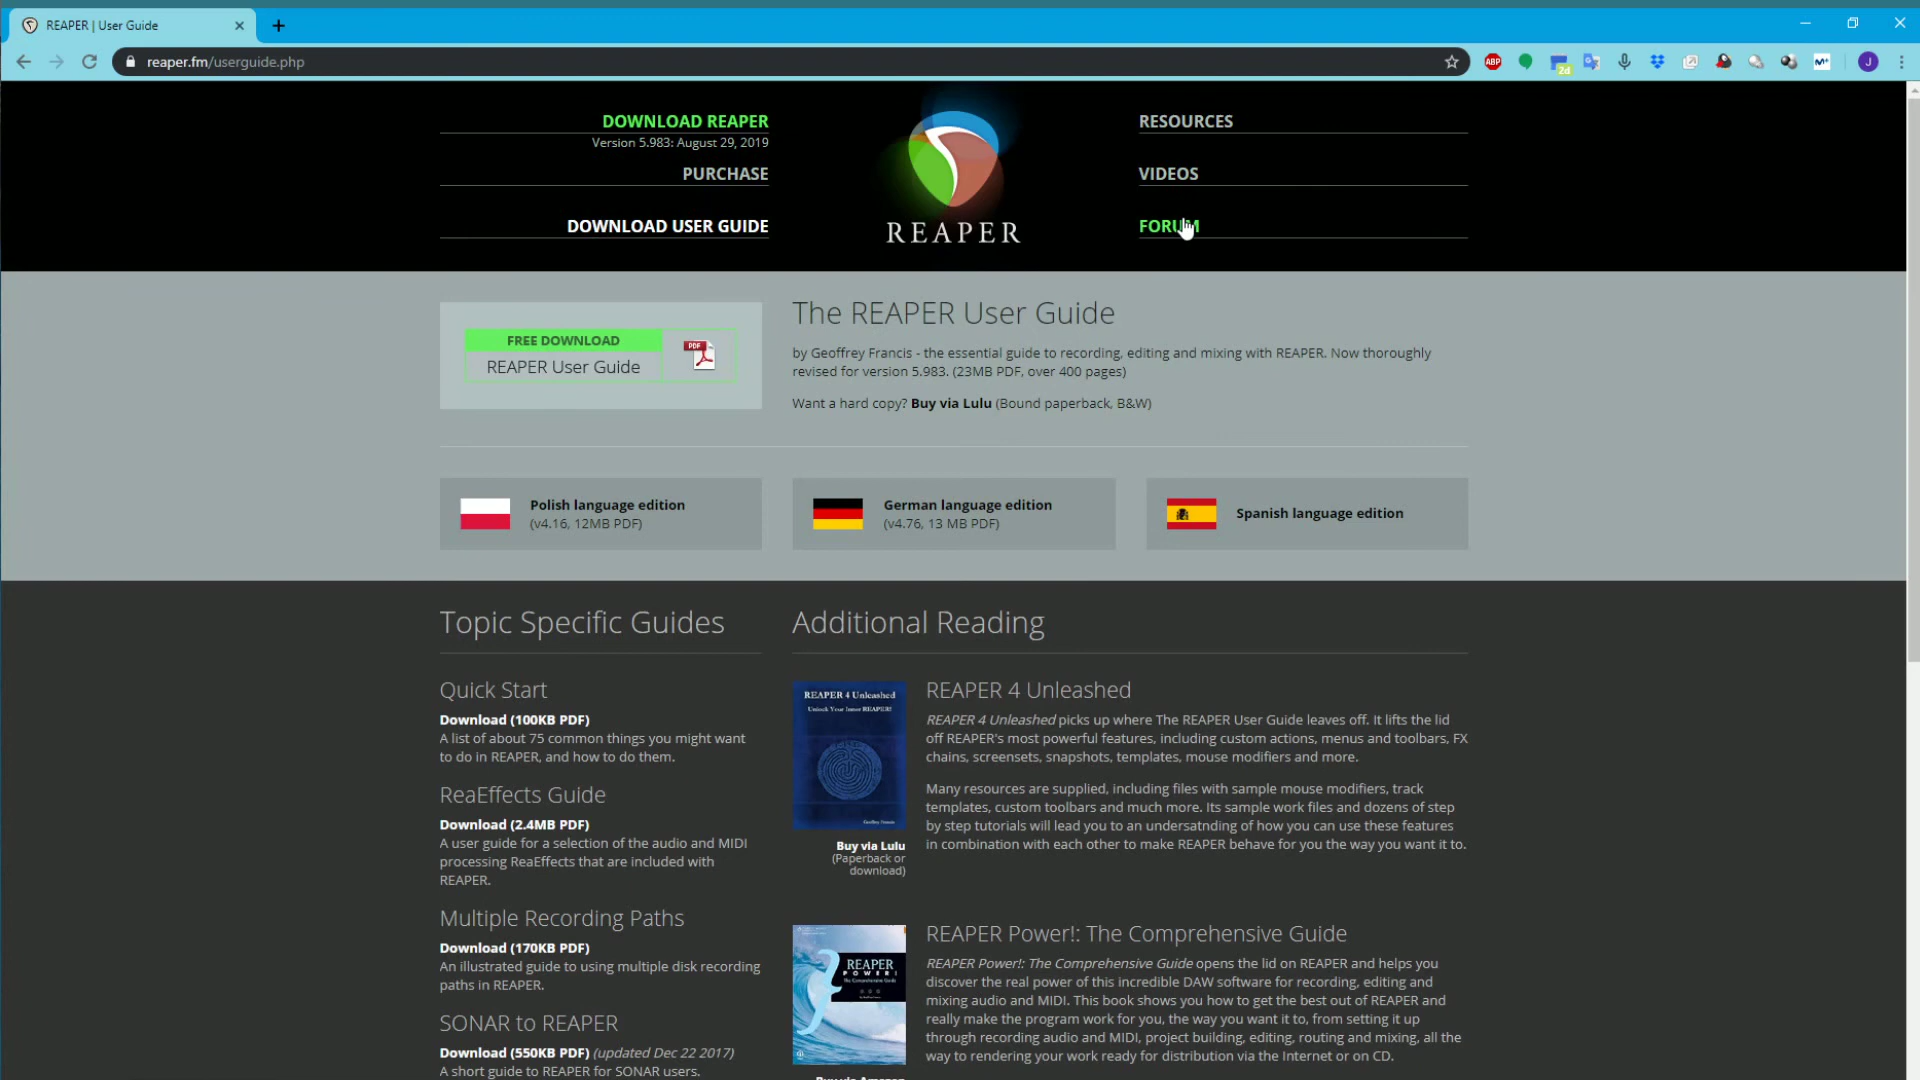 REAPER | User Guide
reaper.fm/userguide.php
ABP
2d
J
DOWNLOAD REAPER
Version 5.983: August 29, 2019
PURCHASE
DOWNLOAD USER GUIDE
REAPER
RESOURCES
VIDEOS
FORUM
FREE DOWNLOAD
REAPER User Guide
PDF
The REAPER User Guide
by Geoffrey Francis - the essential guide to recording, editing and mixing with REAPER. Now thoroughly
revised for version 5.983. (23MB PDF, over 400 pages)
Want a hard copy? Buy via Lulu (Bound paperback, B&W)
Polish language edition
(v4.16, 12MB PDF)
German language edition
(v4.76, 13 MB PDF)
Spanish language edition
Topic Specific Guides
Quick Start
Download (100KB PDF)
A list of about 75 common things you might want
to do in REAPER, and how to do them.
ReaEffects Guide
Download (2.4MB PDF)
A user guide for a selection of the audio and MIDI
processing ReaEffects that are included with
REAPER.
Multiple Recording Paths
Download (170KB PDF)
An illustrated guide to using multiple disk recording
paths in REAPER.
SONAR to REAPER
Download (550KB PDF) (updated Dec 22 2017)
A short guide to REAPER for SONAR users.
Additional Reading
REAPER 4 Unleashed
Unlock Your Inner REAPER!
Geoffrey Francis
Buy via Lulu
(Paperback or
download)
REAPER 4 Unleashed
REAPER 4 Unleashed picks up where The REAPER User Guide leaves off. It lifts the lid
off REAPER's most powerful features, including custom actions, menus and toolbars, FX
chains, screensets, snapshots, templates, mouse modifiers and more.
Many resources are supplied, including files with sample mouse modifiers, track
templates, custom toolbars and much more. Its sample work files and dozens of step
by step tutorials will lead you to an undersatnding of how you can use these features
in combination with each other to make REAPER behave for you the way you want it to.
REAPER
POWER!
The Comprehensive Guide
REAPER Power!: The Comprehensive Guide
REAPER Power!: The Comprehensive Guide opens the lid on REAPER and helps you
discover the real power of this incredible DAW software for recording, editing and
mixing audio and MIDI. This book shows you how to get the best out of REAPER and
really make the program work for you, the way you want it to, from setting it up
through recording audio and MIDI, project building, editing, routing and mixing, all the
way to rendering your work ready for distribution via the Internet or on CD.
Buy via Amazon